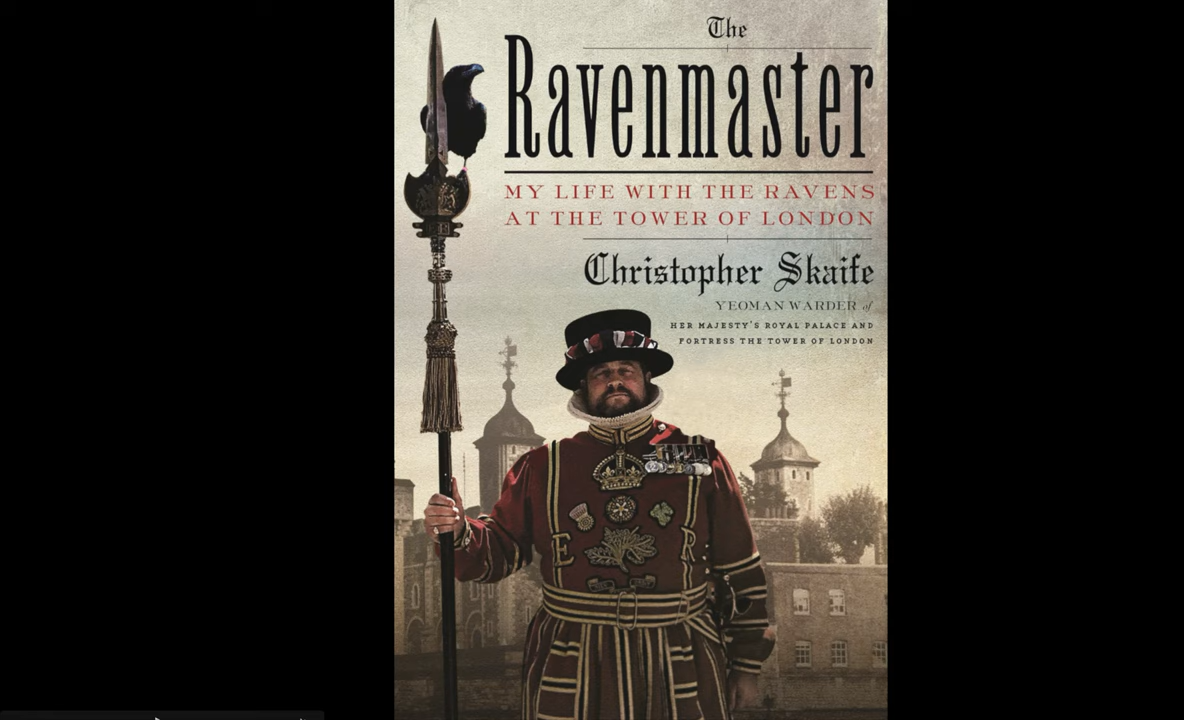 The
Ravenmaster
MY LIFE WITH THE RAVENS
AT THE TOWER OF LONDON
Christopher Skaife
YEOMAN WARDER of
HER MAJESTY'S ROYAL PALACE AND
FORTRESS THE TOWER OF LONDON
E R